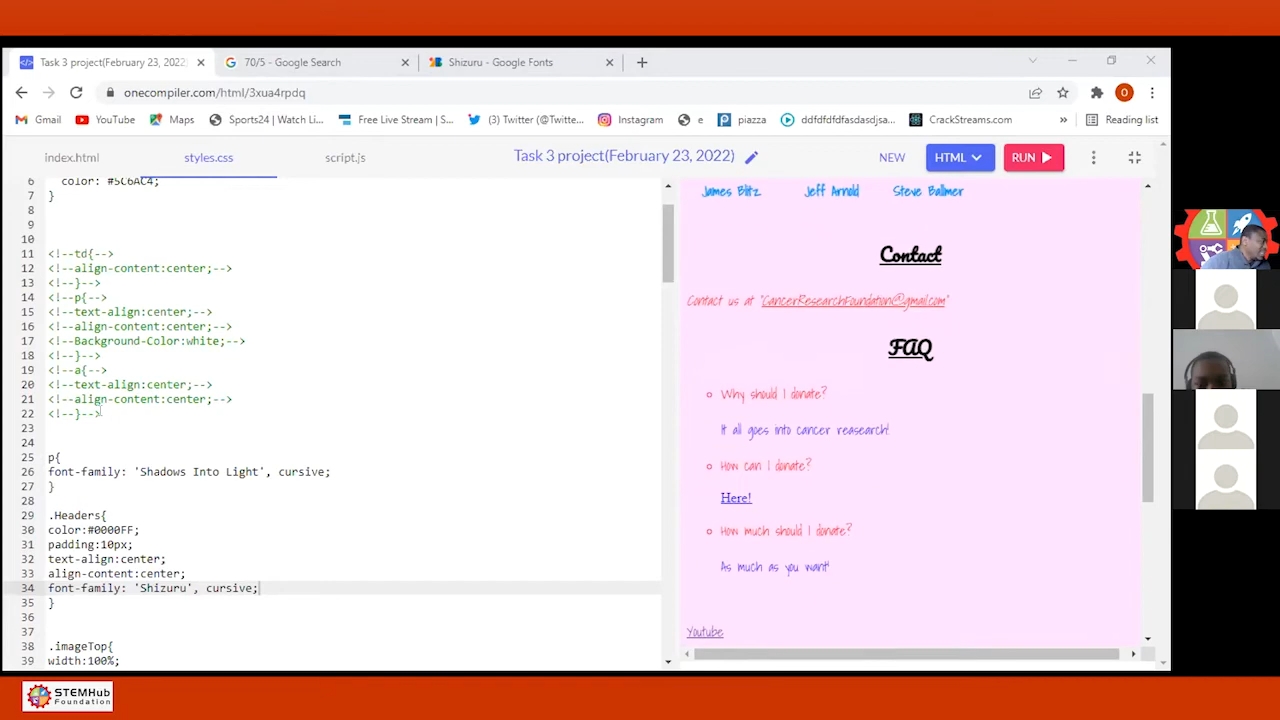 Task 3 project(February 23, 2022)
70/5 - Google Search
Shizuru - Google Fonts
onecompiler.com/html/3xua4rpdq
Gmail
YouTube
Maps
Sports24 | Watch Li...
Free Live Stream | S...
(3) Twitter (@Twitte...
Instagram
e
piazza
ddfdfdfdfasdasdjsa...
CrackStreams.com
»
Reading list
index.html
styles.css
script.js
Task 3 project(February 23, 2022)
NEW
HTML
RUN
6 color: #5C6AC4;
7 }
8
9
10
11 <!--td{-->
12 <!--align-content:center;-->
13 <!--}-->
14 <!--p{-->
15 <!--text-align:center;-->
16 <!--align-content:center;-->
17 <!--Background-Color:white;-->
18 <!--}-->
19 <!--a{-->
20 <!--text-align:center;-->
21 <!--align-content:center;-->
22 <!--}-->
23
24
25 p{
26 font-family: 'Shadows Into Light', cursive;
27 }
28
29 .Headers{
30 color:#0000FF;
31 padding:10px;
32 text-align:center;
33 align-content:center;
34 font-family: 'Shizuru', cursive;
35 }
36
37
38 .imageTop{
39 width:100%;
James Blitz Jeff Arnold Steve Ballmer
Contact
Contact us at "CancerResearchFoundation@gmail.com"
FAQ
Why should I donate?
It all goes into cancer reasearch!
How can I donate?
Here!
How much should I donate?
As much as you want!
Youtube
STEMHub
Foundation